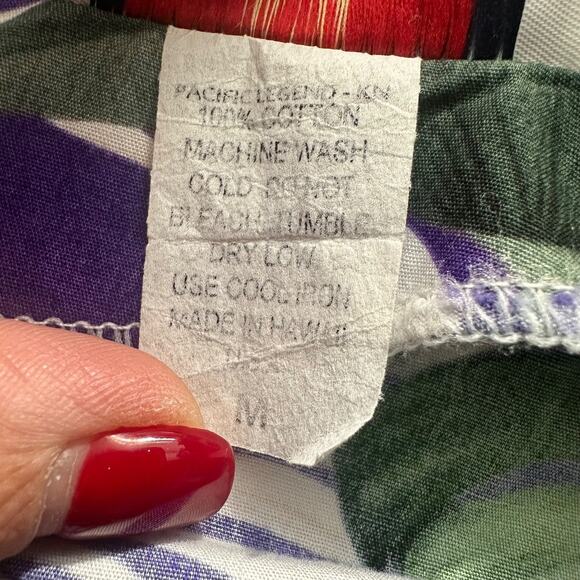 PACIFIC LEGEND - KN
100% COTTON
MACHINE WASH
COLD DO NOT
BLEACH TUMBLE
DRY LOW
USE COOL IRON
MADE IN HAWAII
M